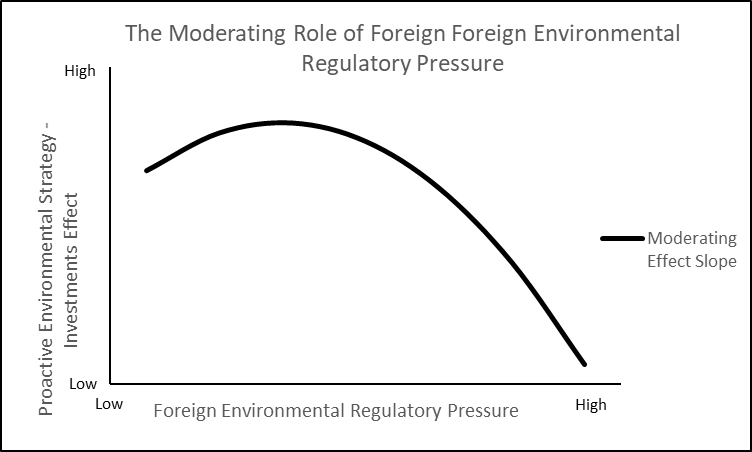 The Moderating Role of Foreign Foreign Environmental
Regulatory Pressure
High
Proactive Environmental Strategy -
Investments Effect
Moderating
Effect Slope
Low
Low
Foreign Environmental Regulatory Pressure
High